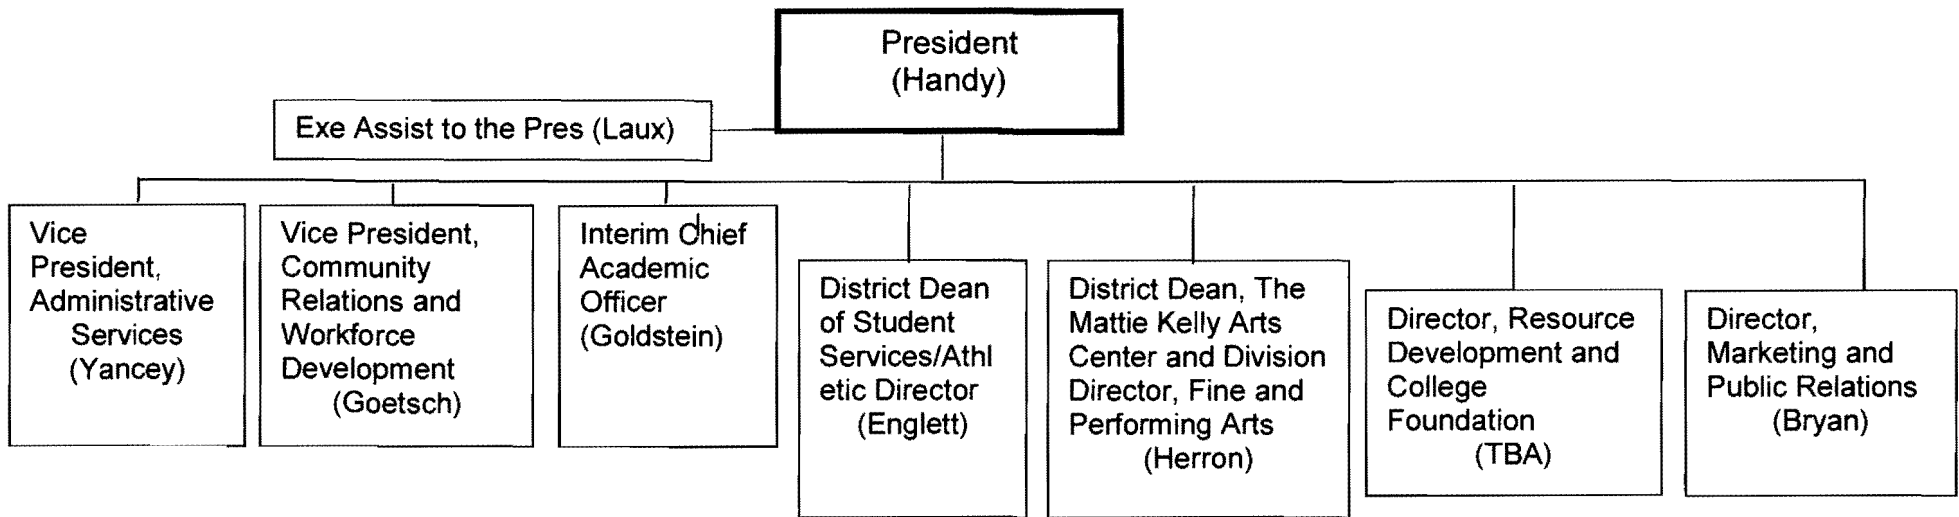 President
(Handy)
Exe Assist to the Pres (Laux)
Vice
President,
Administrative
Services
(Yancey)
Vice President,
Community
Relations and
Workforce
Development
(Goetsch)
Interim Chief
Academic
Officer
(Goldstein)
District Dean
of Student
Services/Athl
etic Director
(Englett)
District Dean, The
Mattie Kelly Arts
Center and Division
Director, Fine and
Performing Arts
(Herron)
Director, Resource
Development and
College
Foundation
(TBA)
Director,
Marketing and
Public Relations
(Bryan)